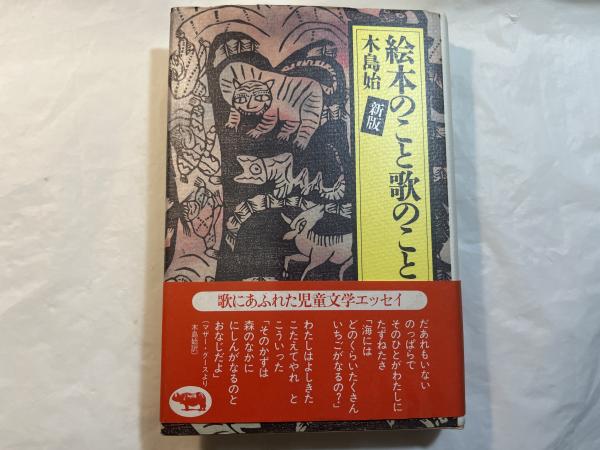 絵本のこと歌のこと
木島始
新版
歌にあふれた児童文学エッセイ
だあれもいない
のっぱらで
そのひとがわたしに
たずねたさ
「海には
どのくらいたくさん
いちごがなるの?」
わたしはよしきた
こたえてやれ と
こういった
「そのかずは
森のなかに
にしんがなるのと
おなじだよ」
「マザー・グースより
木島始訳」